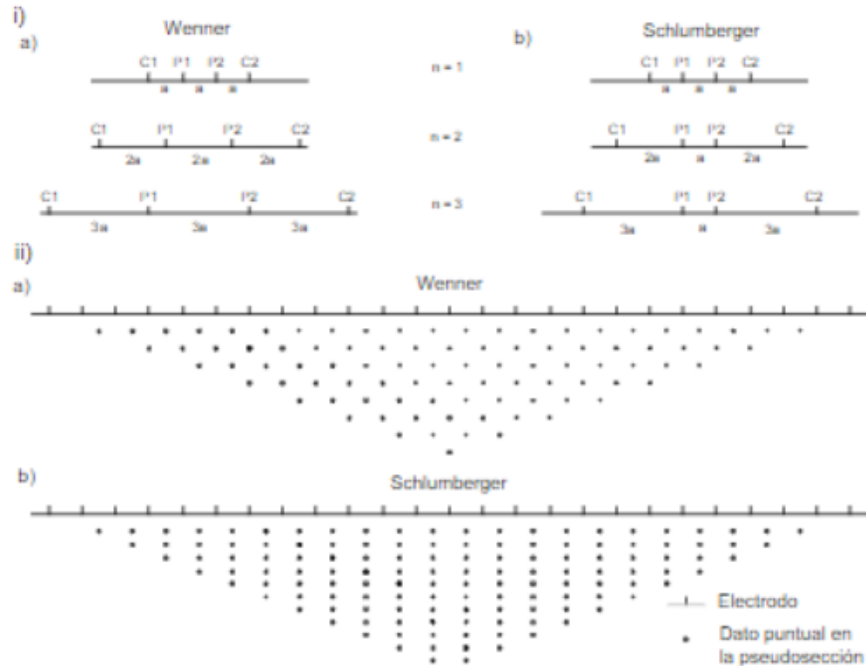 i)
Wenner
a)
C1 P1 P2 C2
a a a
n = 1
C1 P1 P2 C2
2a 2a 2a
n = 2
C1 P1 P2 C2
3a 3a 3a
n = 3
Schlumberger
b)
C1 P1 P2 C2
a a a
C1 P1 P2 C2
2a a 2a
C1 P1 P2 C2
3a a 3a
ii)
a)
Wenner
b)
Schlumberger
Electrodo
Dato puntual en
la pseudosección